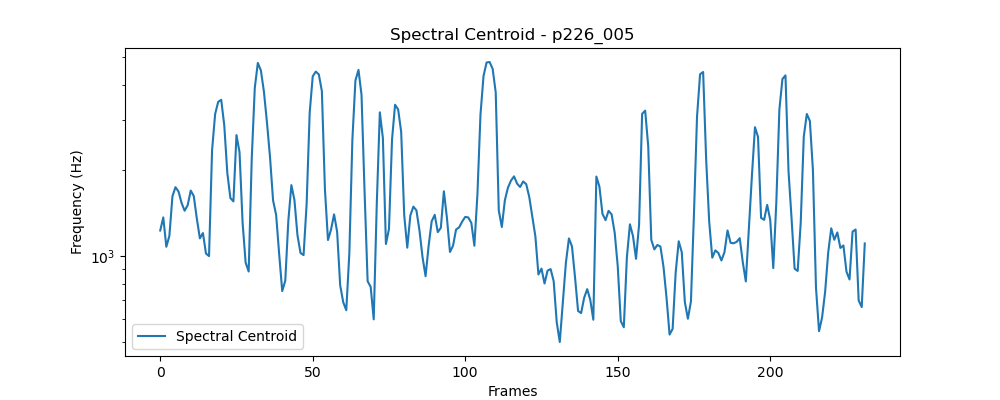 Spectral Centroid - p226_005
Frequency (Hz)
10³
Spectral Centroid
0 50 100 150 200
Frames